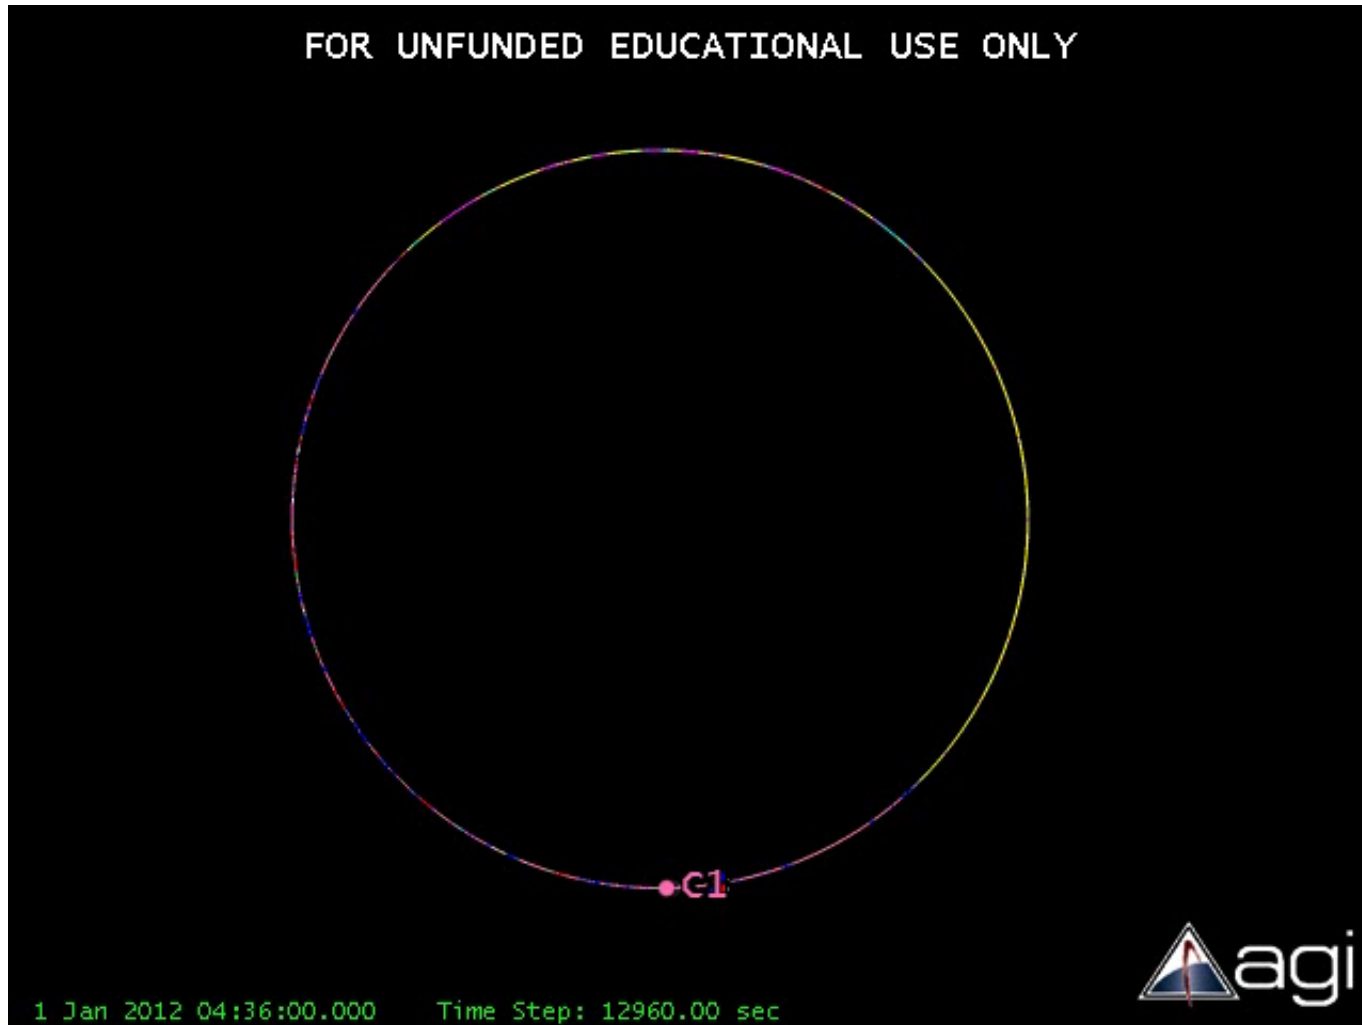 FOR UNFUNDED EDUCATIONAL USE ONLY
C1
agi
1 Jan 2012 04:36:00.000 Time Step: 12960.00 sec